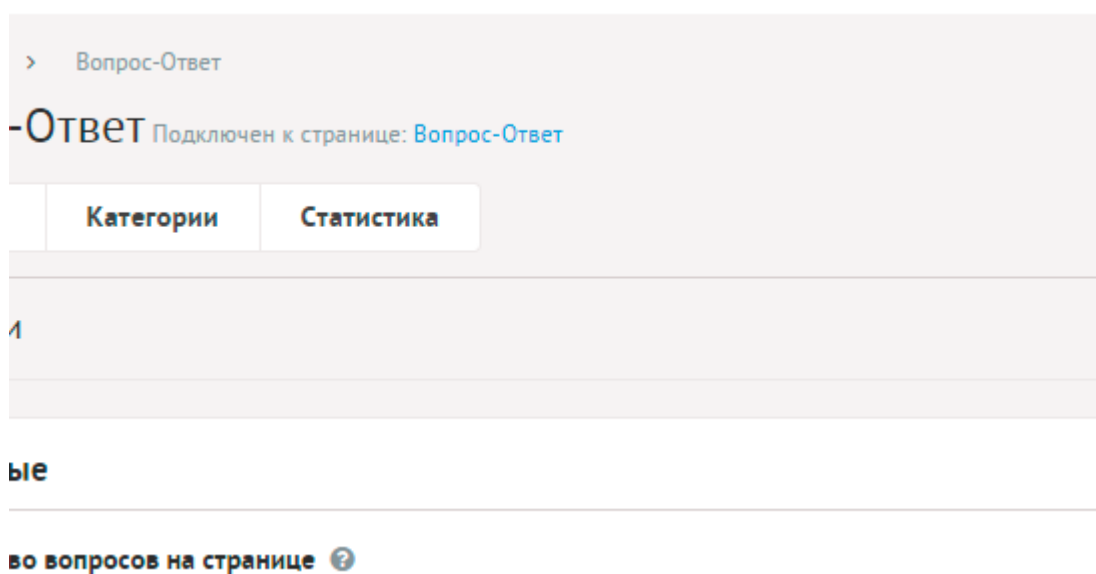 › Вопрос-Ответ
-Ответ Подключен к странице: Вопрос-Ответ
Категории Статистика
и
ые
во вопросов на странице ?